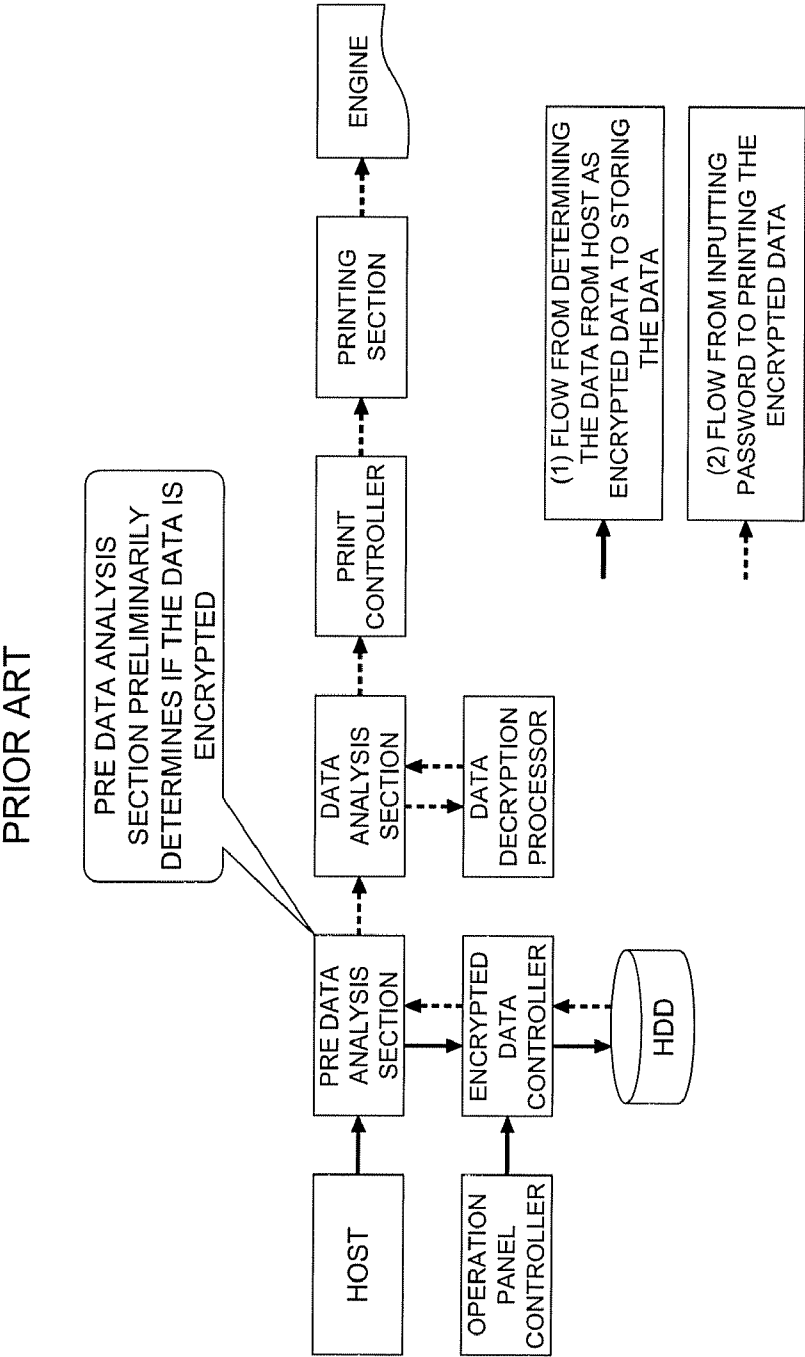 PRIOR ART
PRE DATA ANALYSIS
SECTION PRELIMINARILY
DETERMINES IF THE DATA IS
ENCRYPTED
HOST
PRE DATA
ANALYSIS
SECTION
DATA
ANALYSIS
SECTION
PRINT
CONTROLLER
PRINTING
SECTION
ENGINE
OPERATION
PANEL
CONTROLLER
ENCRYPTED
DATA
CONTROLLER
DATA
DECRYPTION
PROCESSOR
HDD
(1) FLOW FROM DETERMINING
THE DATA FROM HOST AS
ENCRYPTED DATA TO STORING
THE DATA
(2) FLOW FROM INPUTTING
PASSWORD TO PRINTING THE
ENCRYPTED DATA